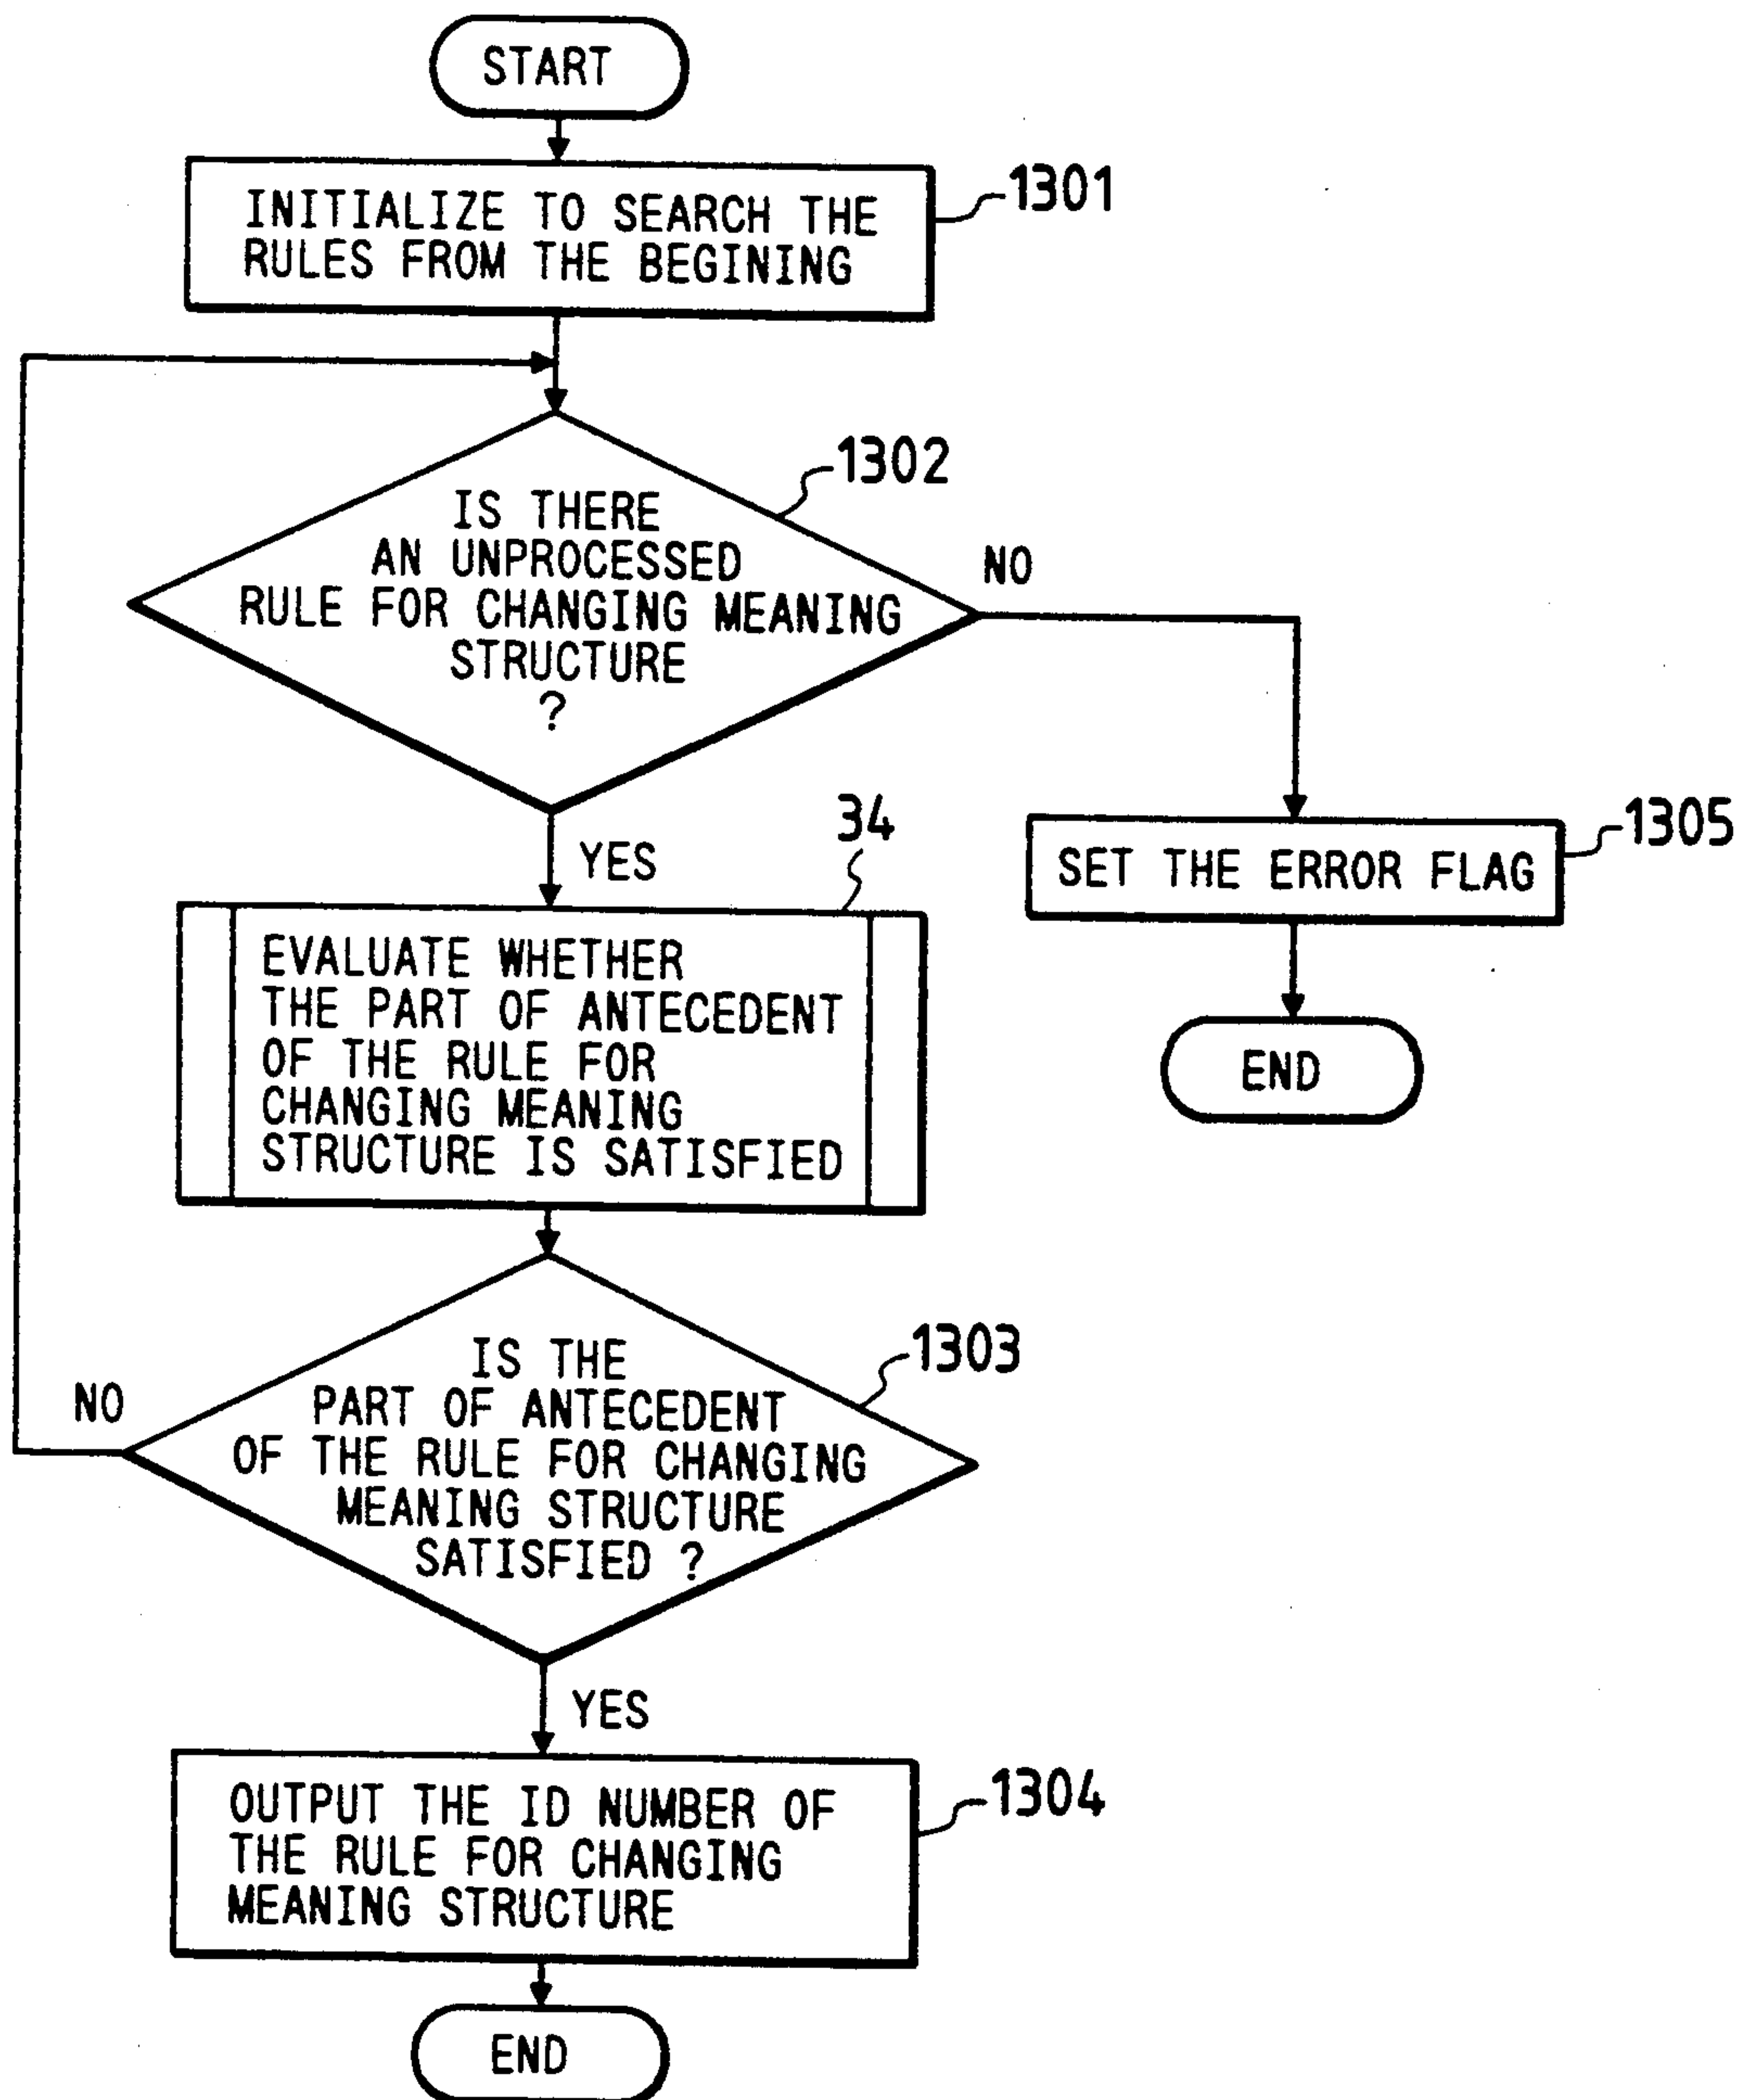 START
INITIALIZE TO SEARCH THE
RULES FROM THE BEGINING
1301
IS THERE
AN UNPROCESSED
RULE FOR CHANGING MEANING
STRUCTURE
?
1302
NO
YES
34
EVALUATE WHETHER
THE PART OF ANTECEDENT
OF THE RULE FOR
CHANGING MEANING
STRUCTURE IS SATISFIED
SET THE ERROR FLAG
1305
END
IS THE
PART OF ANTECEDENT
OF THE RULE FOR CHANGING
MEANING STRUCTURE
SATISFIED ?
1303
NO
YES
OUTPUT THE ID NUMBER OF
THE RULE FOR CHANGING
MEANING STRUCTURE
1304
END